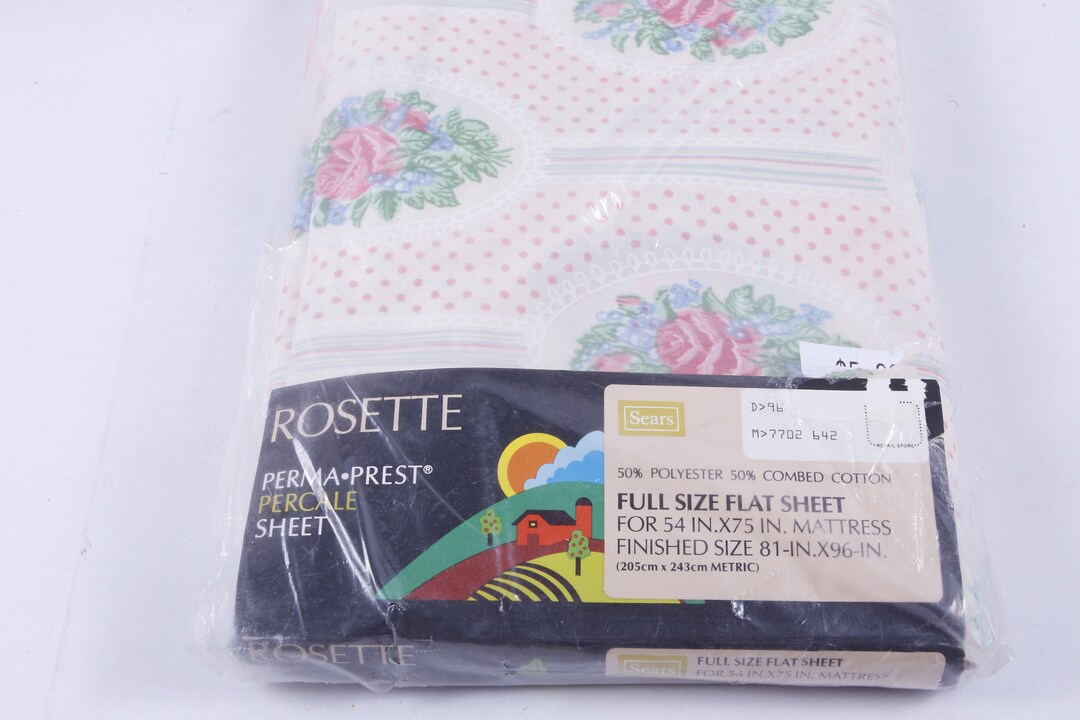 ROSETTE
PERMA•PREST®
PERCALE
SHEET
Sears
D>96
M>7702 642
RETAIL STORE
50% POLYESTER 50% COMBED COTTON
FULL SIZE FLAT SHEET
FOR 54 IN.X75 IN. MATTRESS
FINISHED SIZE 81-IN.X96-IN.
(205cm x 243cm METRIC)
ROSETTE
Sears
FULL SIZE FLAT SHEET
FOR 54 IN.X75 IN. MATTRESS